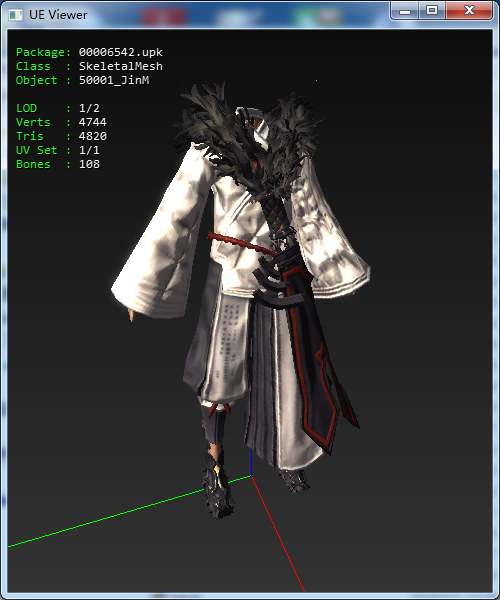 UE Viewer
Package: 00006542.upk
Class : SkeletalMesh
Object : 50001_JinM
LOD : 1/2
Verts : 4744
Tris : 4820
UV Set : 1/1
Bones : 108